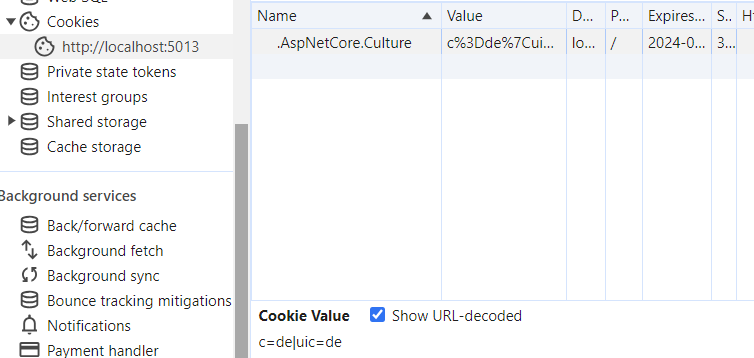 Cookies
http://localhost:5013
Private state tokens
Interest groups
Shared storage
Cache storage
Background services
Back/forward cache
Background fetch
Background sync
Bounce tracking mitigations
Notifications
Payment handler
Name Value D... P... Expires... S...
.AspNetCore.Culture c%3Dde%7Cui... lo... / 2024-0... 3...
Cookie Value Show URL-decoded
c=de|uic=de